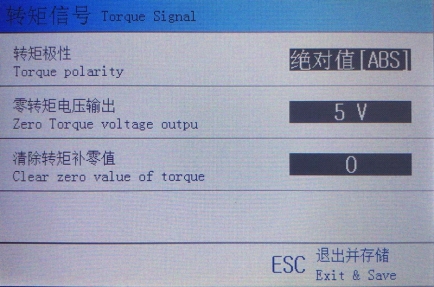 转矩信号 Torque Signal
转矩极性
Torque polarity
绝对值[ABS]
零转矩电压输出
Zero Torque voltage outpu
5 V
清除转矩补零值
Clear zero value of torque
0
ESC 退出并存储
Exit & Save